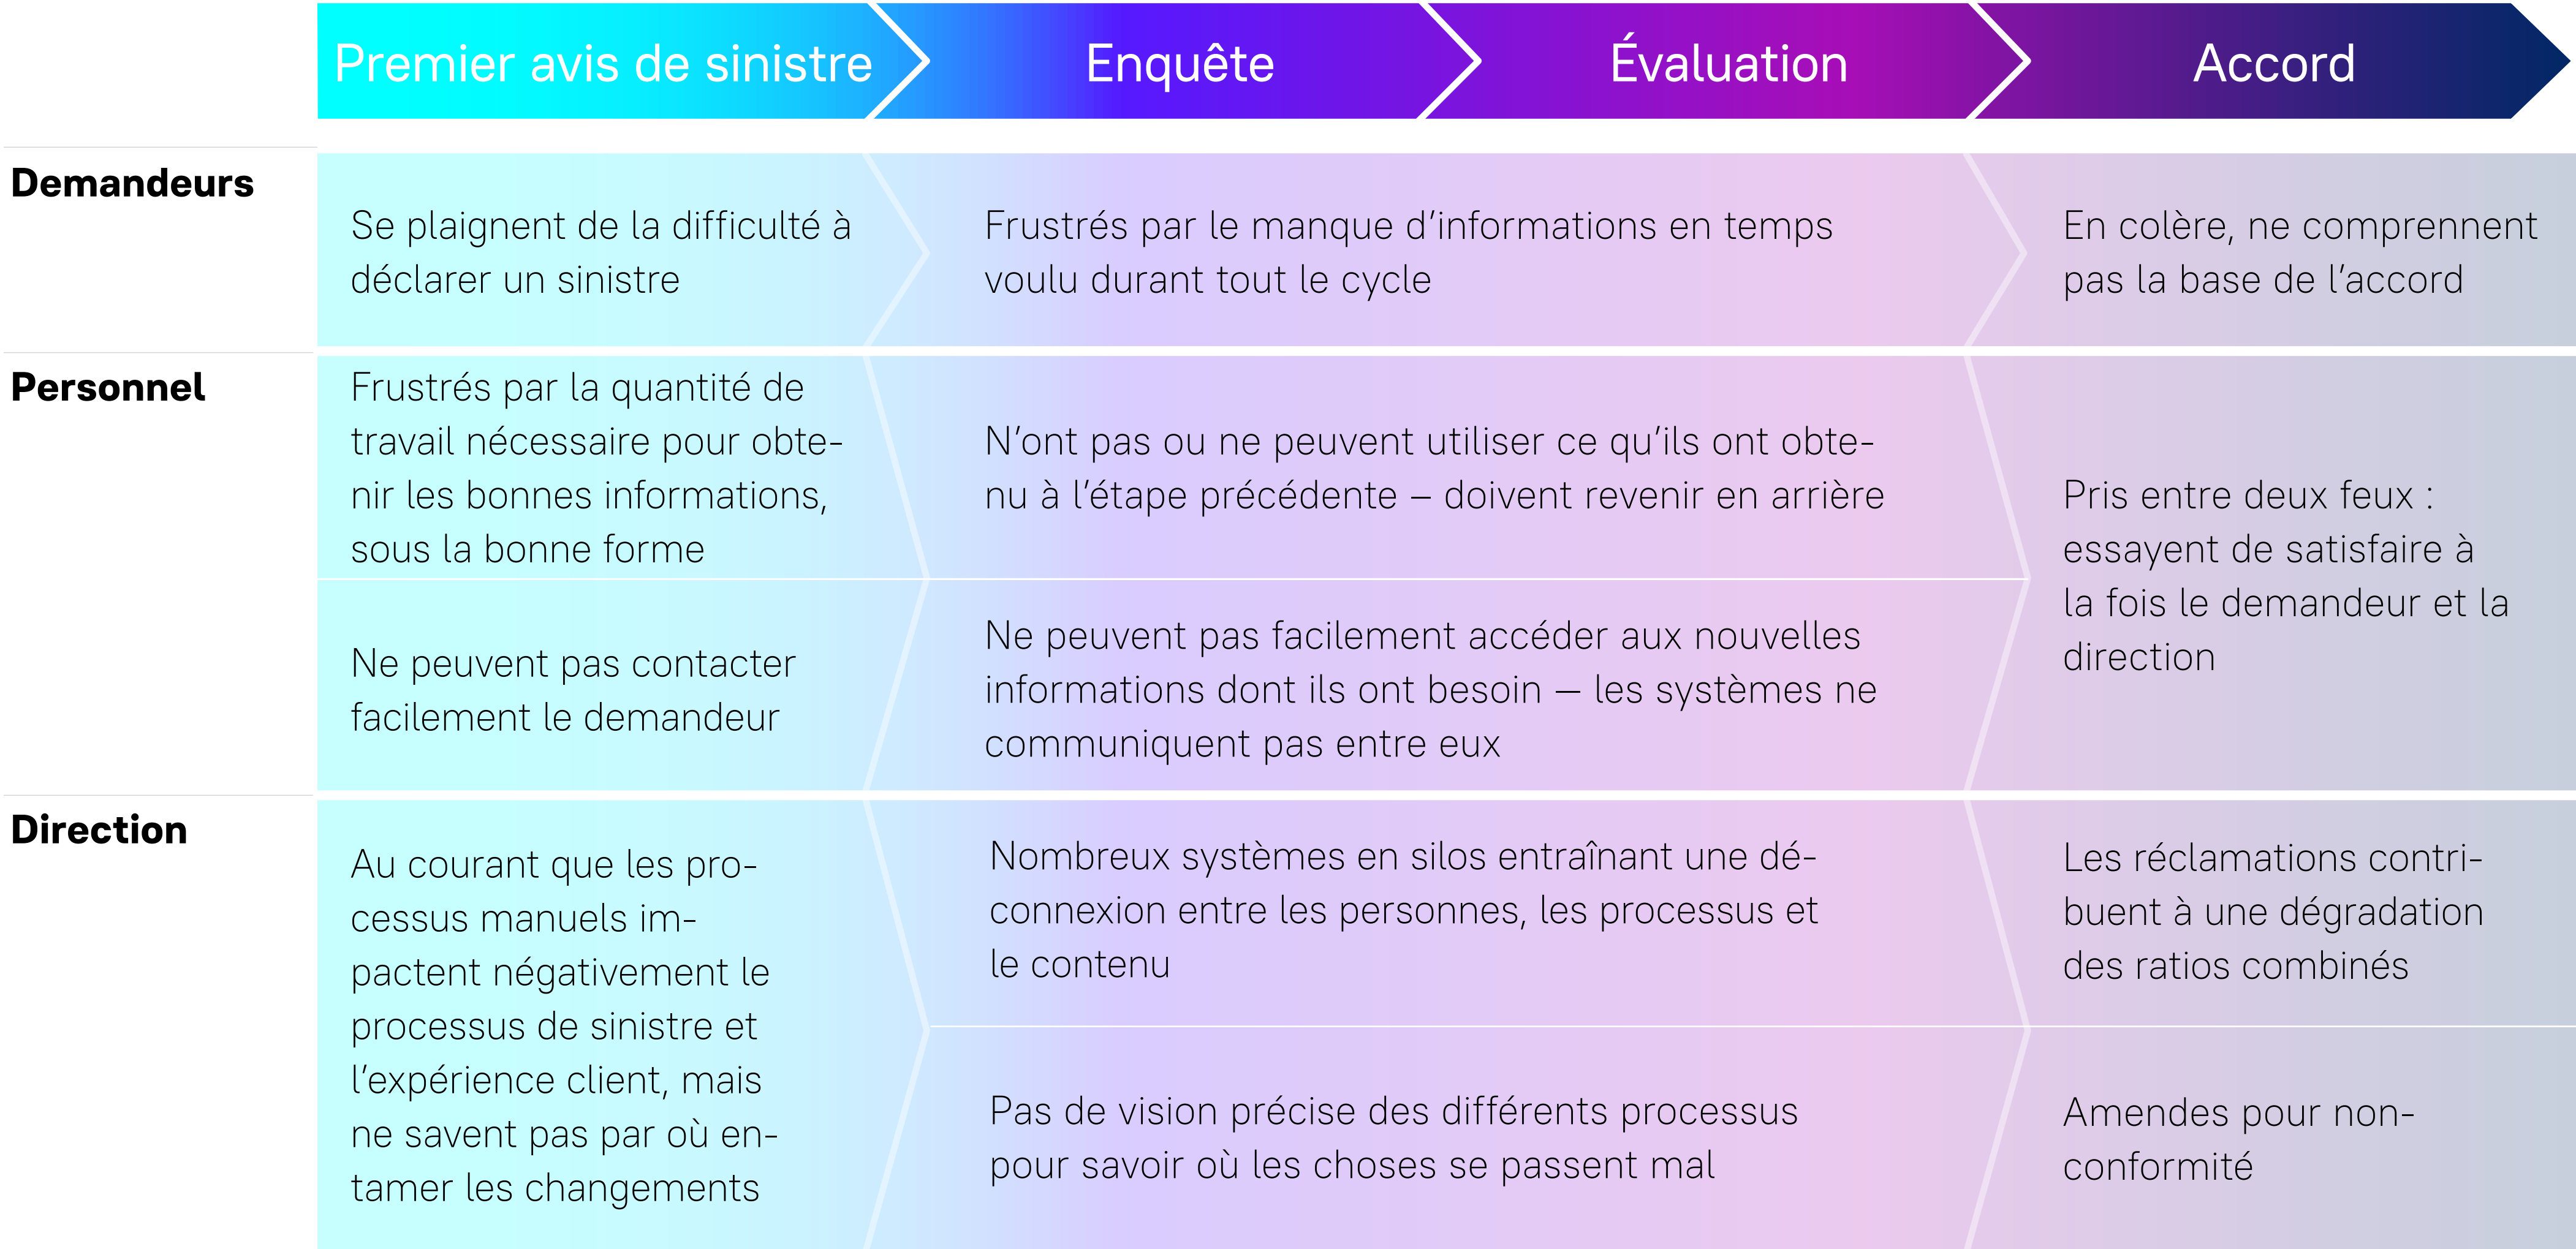 Premier avis de sinistre
Enquête
Évaluation
Accord
Demandeurs
Se plaignent de la difficulté à
déclarer un sinistre
Frustrés par le manque d’informations en temps
voulu durant tout le cycle
En colère, ne comprennent
pas la base de l’accord
Personnel
Frustrés par la quantité de
travail nécessaire pour obte-
nir les bonnes informations,
sous la bonne forme
N’ont pas ou ne peuvent utiliser ce qu’ils ont obte-
nu à l’étape précédente – doivent revenir en arrière
Pris entre deux feux :
essayent de satisfaire à
la fois le demandeur et la
direction
Ne peuvent pas contacter
facilement le demandeur
Ne peuvent pas facilement accéder aux nouvelles
informations dont ils ont besoin — les systèmes ne
communiquent pas entre eux
Direction
Au courant que les pro-
cessus manuels im-
pactent négativement le
processus de sinistre et
l’expérience client, mais
ne savent pas par où en-
tamer les changements
Nombreux systèmes en silos entraînant une dé-
connexion entre les personnes, les processus et
le contenu
Les réclamations contri-
buent à une dégradation
des ratios combinés
Pas de vision précise des différents processus
pour savoir où les choses se passent mal
Amendes pour non-
conformité